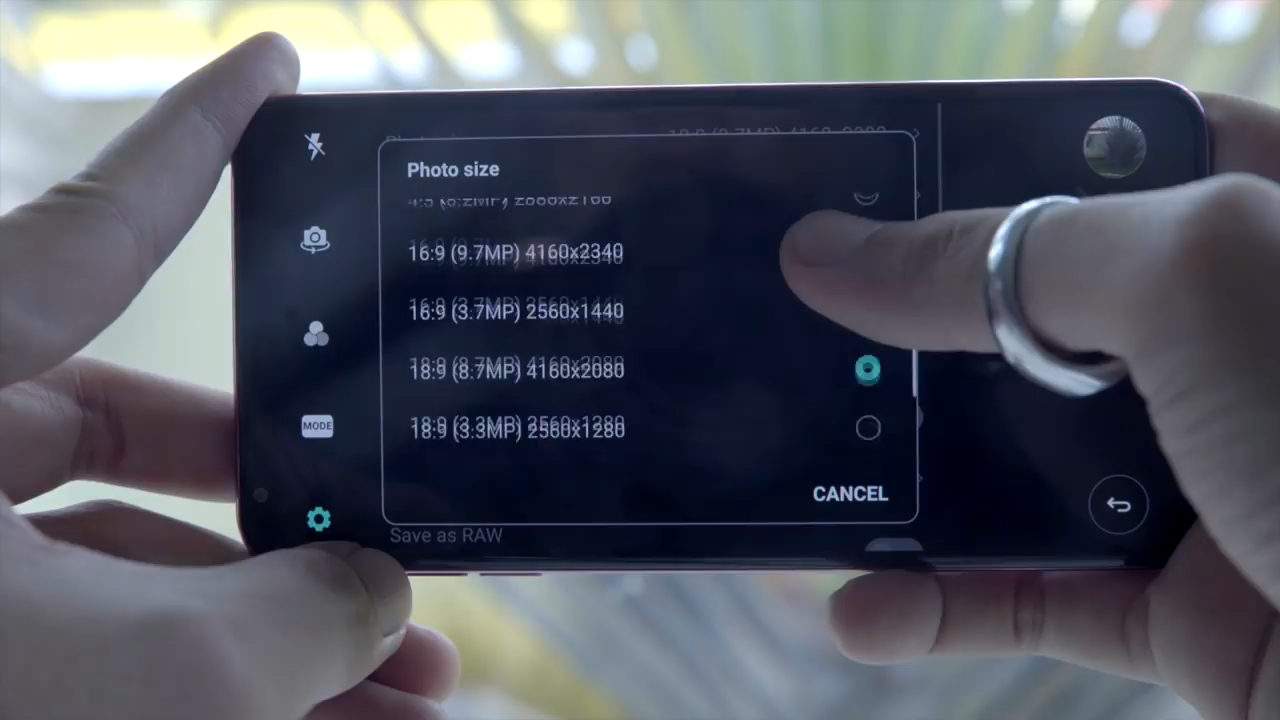 Photo size
16:9 (9.7MP) 4160x2340
16:9 (3.7MP) 2560x1440
18:9 (8.7MP) 4160x2080
18:9 (3.3MP) 2560x1280
MODE
CANCEL
Save as RAW